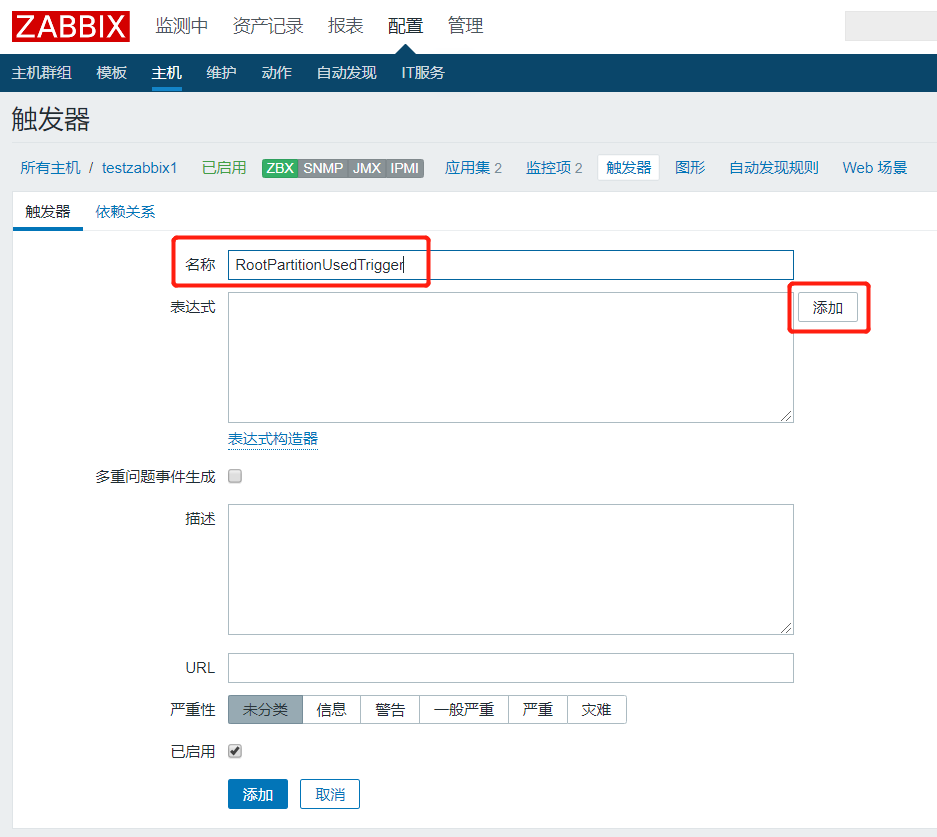 ZABBIX 监测中 资产记录 报表 配置 管理
主机群组 模板 主机 维护 动作 自动发现 IT服务
触发器
所有主机 / testzabbix1 已启用 ZBX SNMP JMX IPMI 应用集 2 监控项 2 触发器 图形 自动发现规则 Web 场景
触发器 依赖关系
名称 RootPartitionUsedTrigger
表达式 添加
表达式构造器
多重问题事件生成
描述
URL
严重性 未分类 信息 警告 一般严重 严重 灾难
已启用
添加 取消